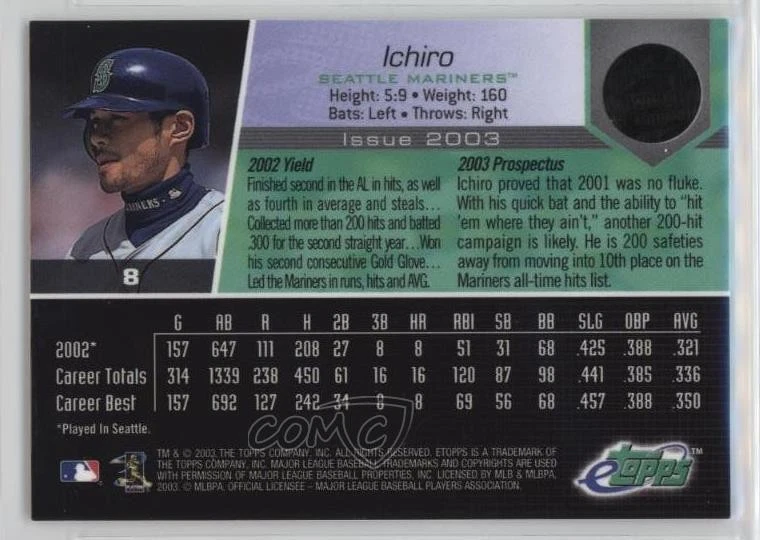 Ichiro
SEATTLE MARINERS™
Height: 5:9 • Weight: 160
Bats: Left • Throws: Right
Issue 2003
2002 Yield
Finished second in the AL in hits, as well
as fourth in average and steals…
Collected more than 200 hits and batted
.300 for the second straight year…Won
his second consecutive Gold Glove…
Led the Mariners in runs, hits and AVG.
2003 Prospectus
Ichiro proved that 2001 was no fluke.
With his quick bat and the ability to "hit
'em where they ain't," another 200-hit
campaign is likely. He is 200 safeties
away from moving into 10th place on the
Mariners all-time hits list.
S
8
G AB R H 2B 3B HR RBI SB BB SLG OBP AVG
2002* 157 647 111 208 27 8 8 51 31 68 .425 .388 .321
Career Totals 314 1339 238 450 61 16 16 120 87 98 .441 .385 .336
Career Best 157 692 127 242 34 8 8 69 56 68 .457 .388 .350
*Played In Seattle.
COMC
TM & © 2003. THE TOPPS COMPANY, INC. ALL RIGHTS RESERVED. ETOPPS IS A TRADEMARK OF
THE TOPPS COMPANY, INC. MAJOR LEAGUE BASEBALL TRADEMARKS AND COPYRIGHTS ARE USED
WITH PERMISSION OF MAJOR LEAGUE BASEBALL PROPERTIES, INC. LICENSED BY MLB & MLBPA,
2003. © MLBPA. OFFICIAL LICENSEE – MAJOR LEAGUE BASEBALL PLAYERS ASSOCIATION.
etopps™